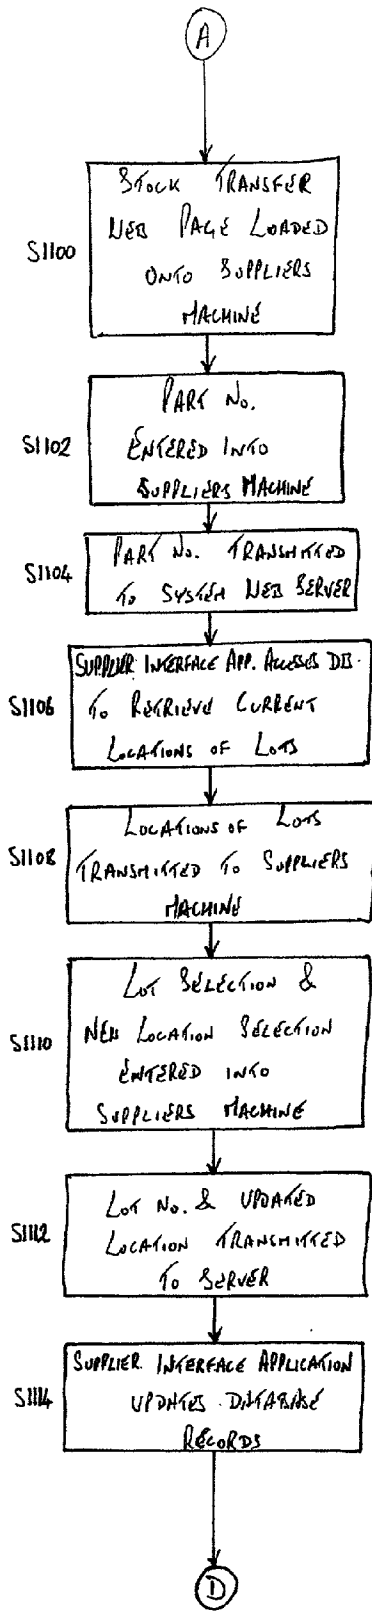 A
STOCK TRANSFER
WEB PAGE LOADED
S1100
ONTO SUPPLIERS
MACHINE
PART No.
S1102
ENTERED INTO
SUPPLIERS MACHINE
S1104
PART No. TRANSMITTED
TO SYSTEM WEB SERVER
SUPPLIER INTERFACE APP. ACCESSES DB.
S1106
TO RETRIEVE CURRENT
LOCATIONS OF LOTS
LOCATIONS OF LOTS
S1108
TRANSMITTED TO SUPPLIERS
MACHINE
LOT SELECTION &
S1110
NEW LOCATION SELECTION
ENTERED INTO
SUPPLIERS MACHINE
LOT No. & UPDATED
S1112
LOCATION TRANSMITTED
TO SERVER
SUPPLIER INTERFACE APPLICATION
S1114
UPDATES DATABASE
RECORDS
D